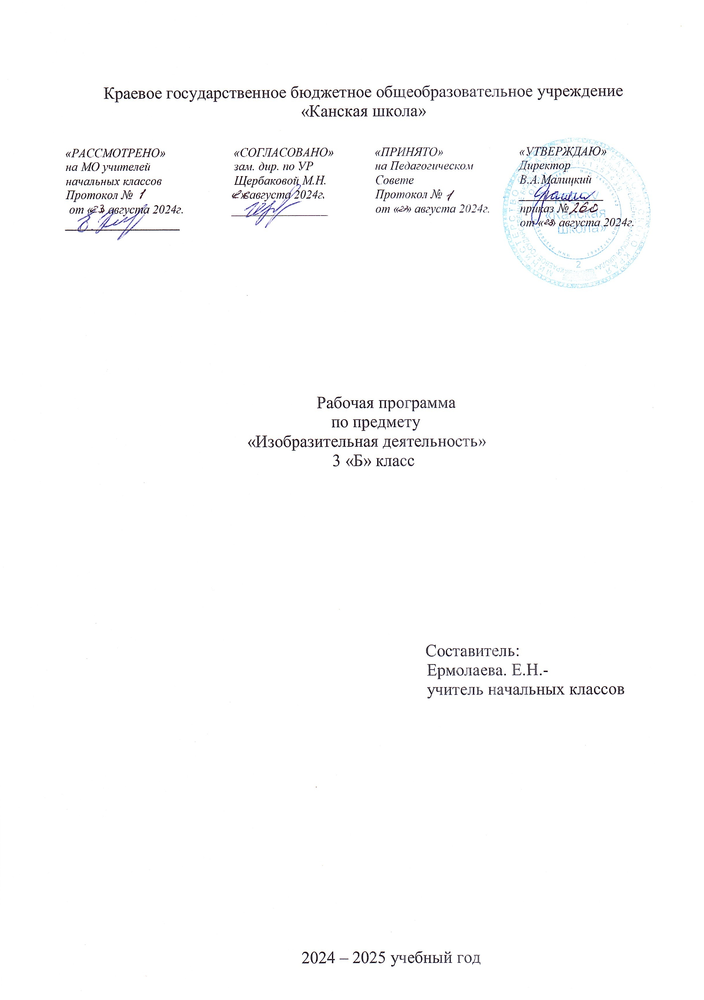 Краевое государственное бюджетное общеобразовательное учреждение
«Канская школа»
«РАССМОТРЕНО»
на МО учителей
начальных классов
Протокол № 1
от «23» августа 2024г.
«СОГЛАСОВАНО»
зам. дир. по УР
Щербаковой М.Н.
августа 2024г.
«ПРИНЯТО»
на Педагогическом
Совете
Протокол № 1
от » августа 2024г.
«УТВЕРЖДАЮ»
Директор
В.А.Малицкий
приказ № 260
от «28» августа 2024г.
«Канская
школа»
2
Рабочая программа
по предмету
«Изобразительная деятельность»
3 «Б» класс
Составитель:
Ермолаева. Е.Н.-
учитель начальных классов
2024 – 2025 учебный год